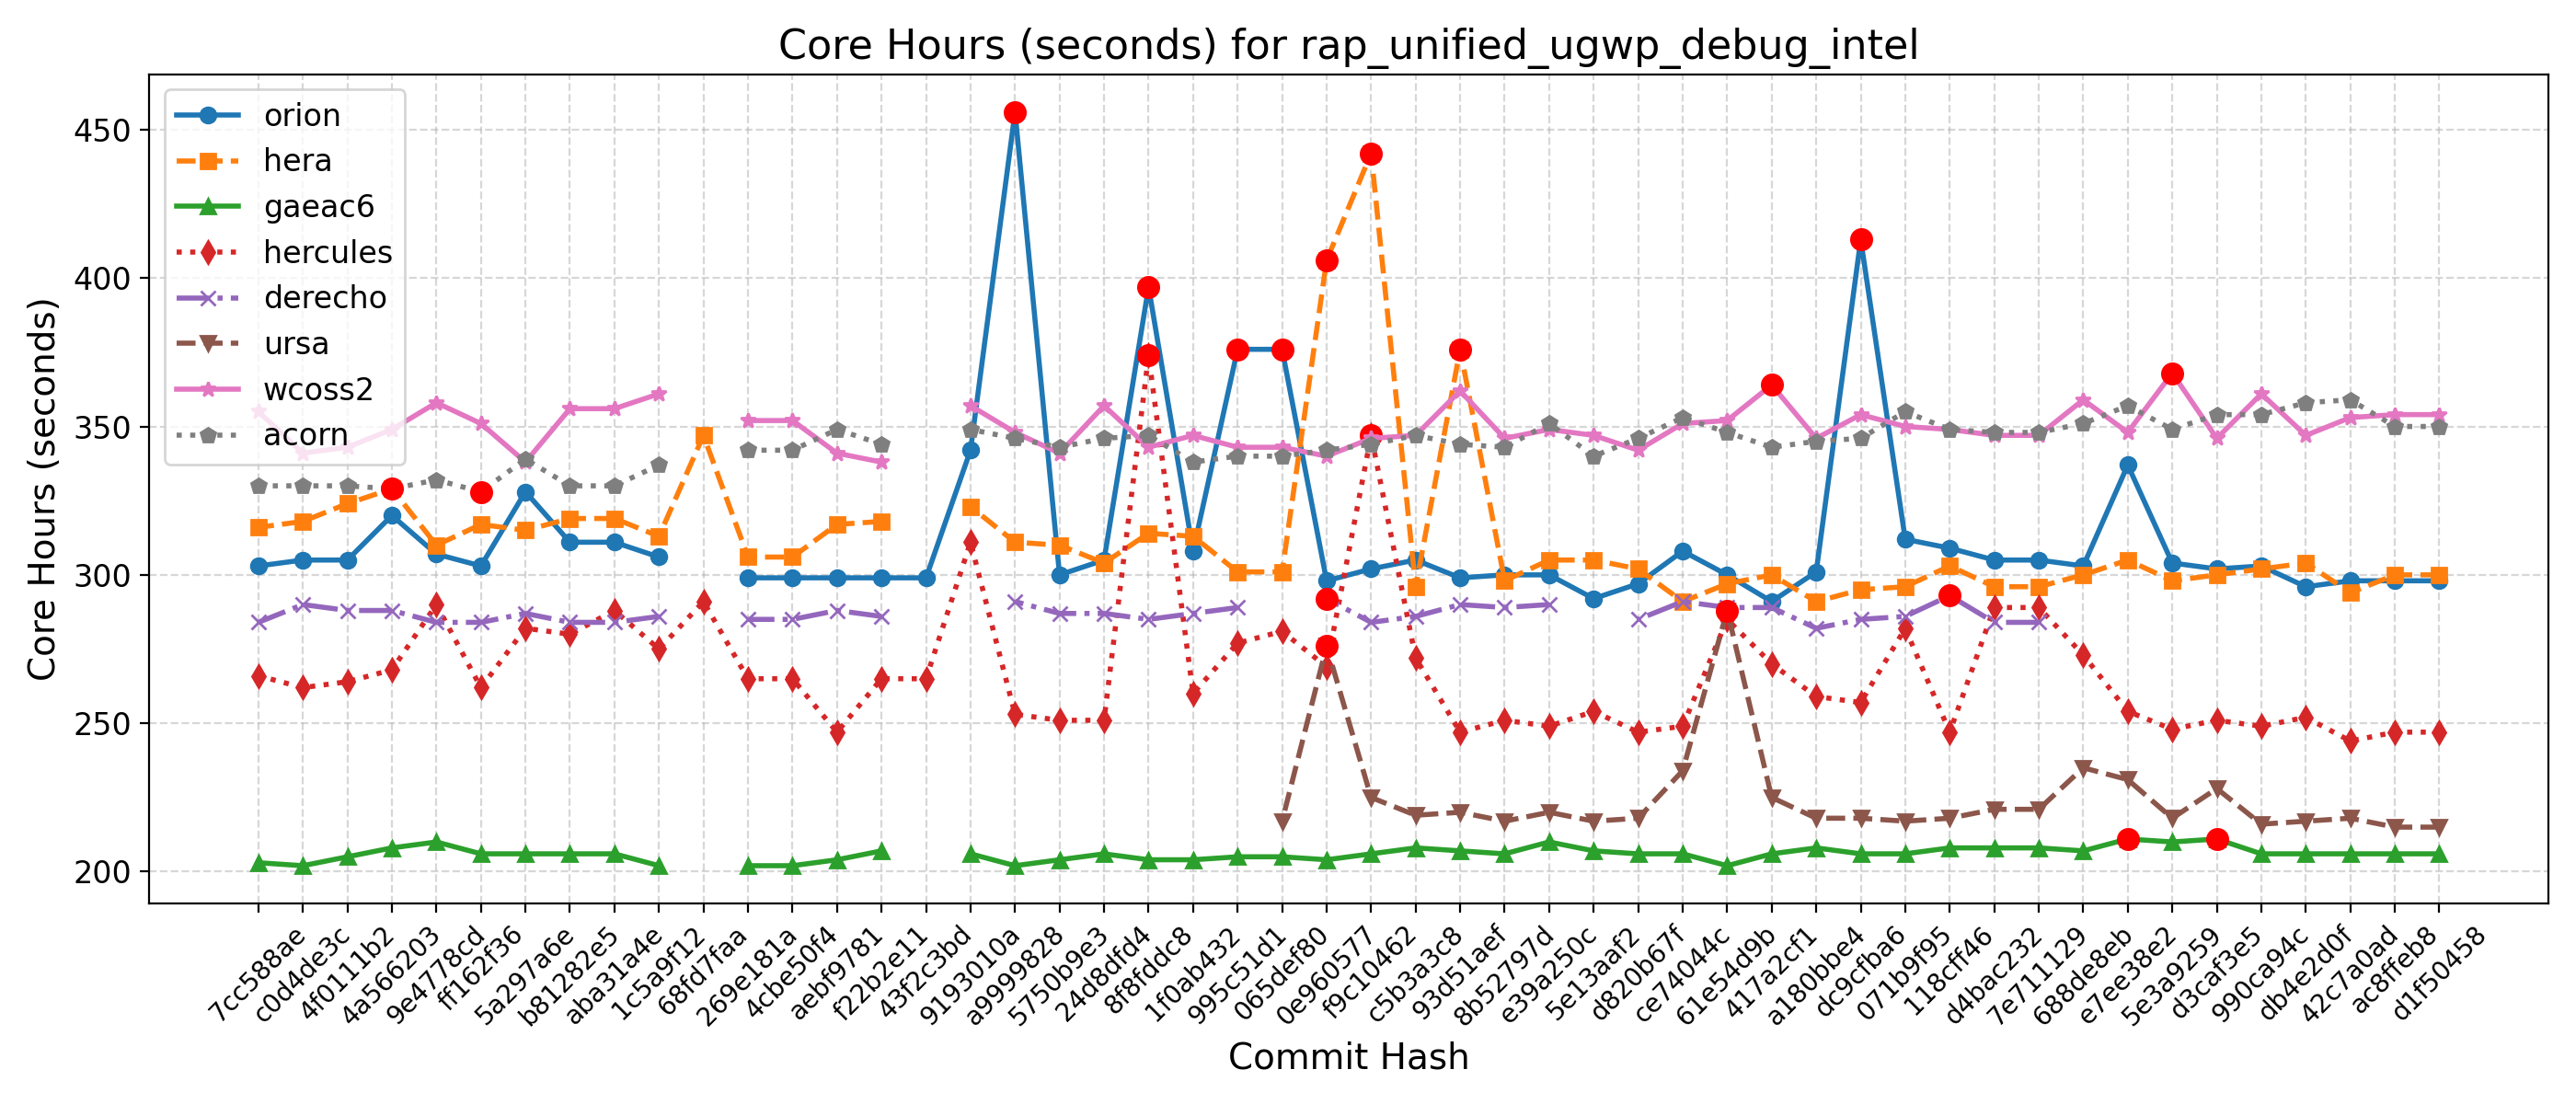 Core Hours (seconds) for rap_unified_ugwp_debug_intel
Core Hours (seconds)
450
400
350
300
250
200
orion
hera
gaeac6
hercules
derecho
ursa
wcoss2
acorn
7cc588ae
c0d4de3c
4f0111b2
4a566203
9e4778cd
ff162f36
5a297a6e
b81282e5
aba31a4e
1c5a9f12
68fd7faa
269e181a
4cbe50f4
aebf9781
f22b2e11
43f2c3bd
9193010a
a9999828
5750b9e3
24d8dfd4
8f8fddc8
1f0ab432
995c51d1
065def80
0e960577
f9c10462
c5b3a3c8
93d51aef
8b52797d
e39a250c
5e13aaf2
d820b67f
ce74044c
61e54d9b
417a2cf1
a180bbe4
dc9cfba6
071b9f95
118cff46
d4bac232
7e711129
688de8eb
e7ee38e2
5e3a9259
d3caf3e5
990ca94c
db4e2d0f
42c7a0ad
ac8ffeb8
d1f50458
Commit Hash